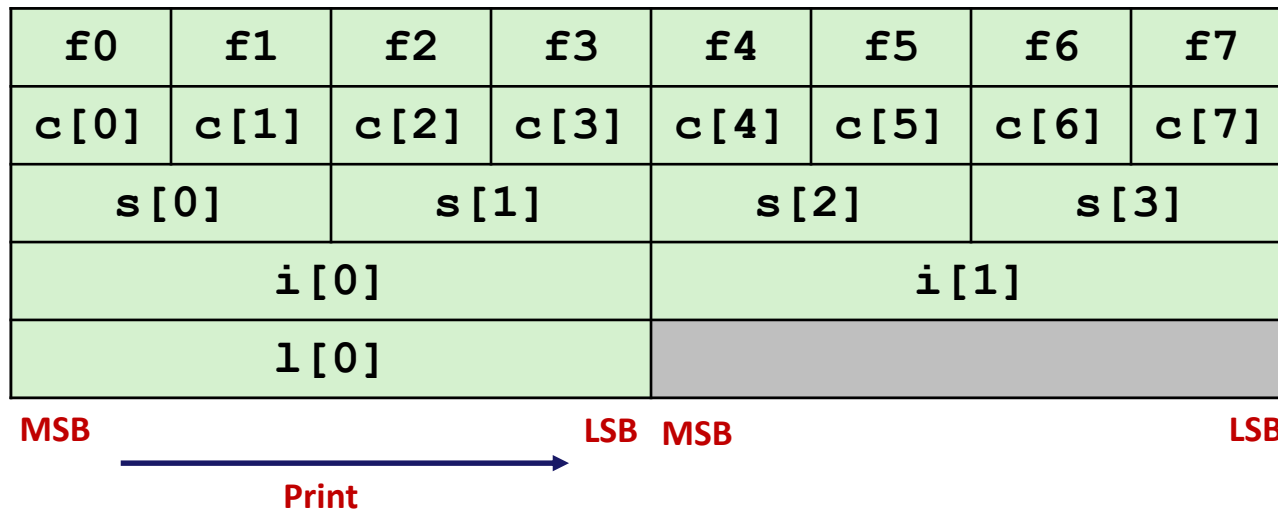 f0 f1 f2 f3 f4 f5 f6 f7
c[0] c[1] c[2] c[3] c[4] c[5] c[6] c[7]
s[0] s[1] s[2] s[3]
i[0] i[1]
l[0]
MSB LSB MSB LSB
Print